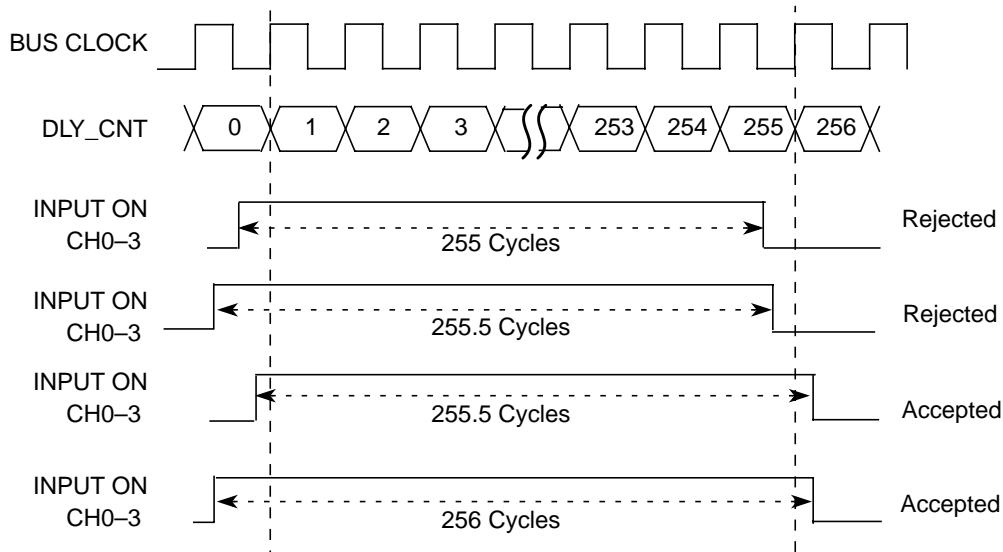 BUS CLOCK
DLY_CNT
0 1 2 3 253 254 255 256
INPUT ON
CH0–3
255 Cycles
Rejected
INPUT ON
CH0–3
255.5 Cycles
Rejected
INPUT ON
CH0–3
255.5 Cycles
Accepted
INPUT ON
CH0–3
256 Cycles
Accepted